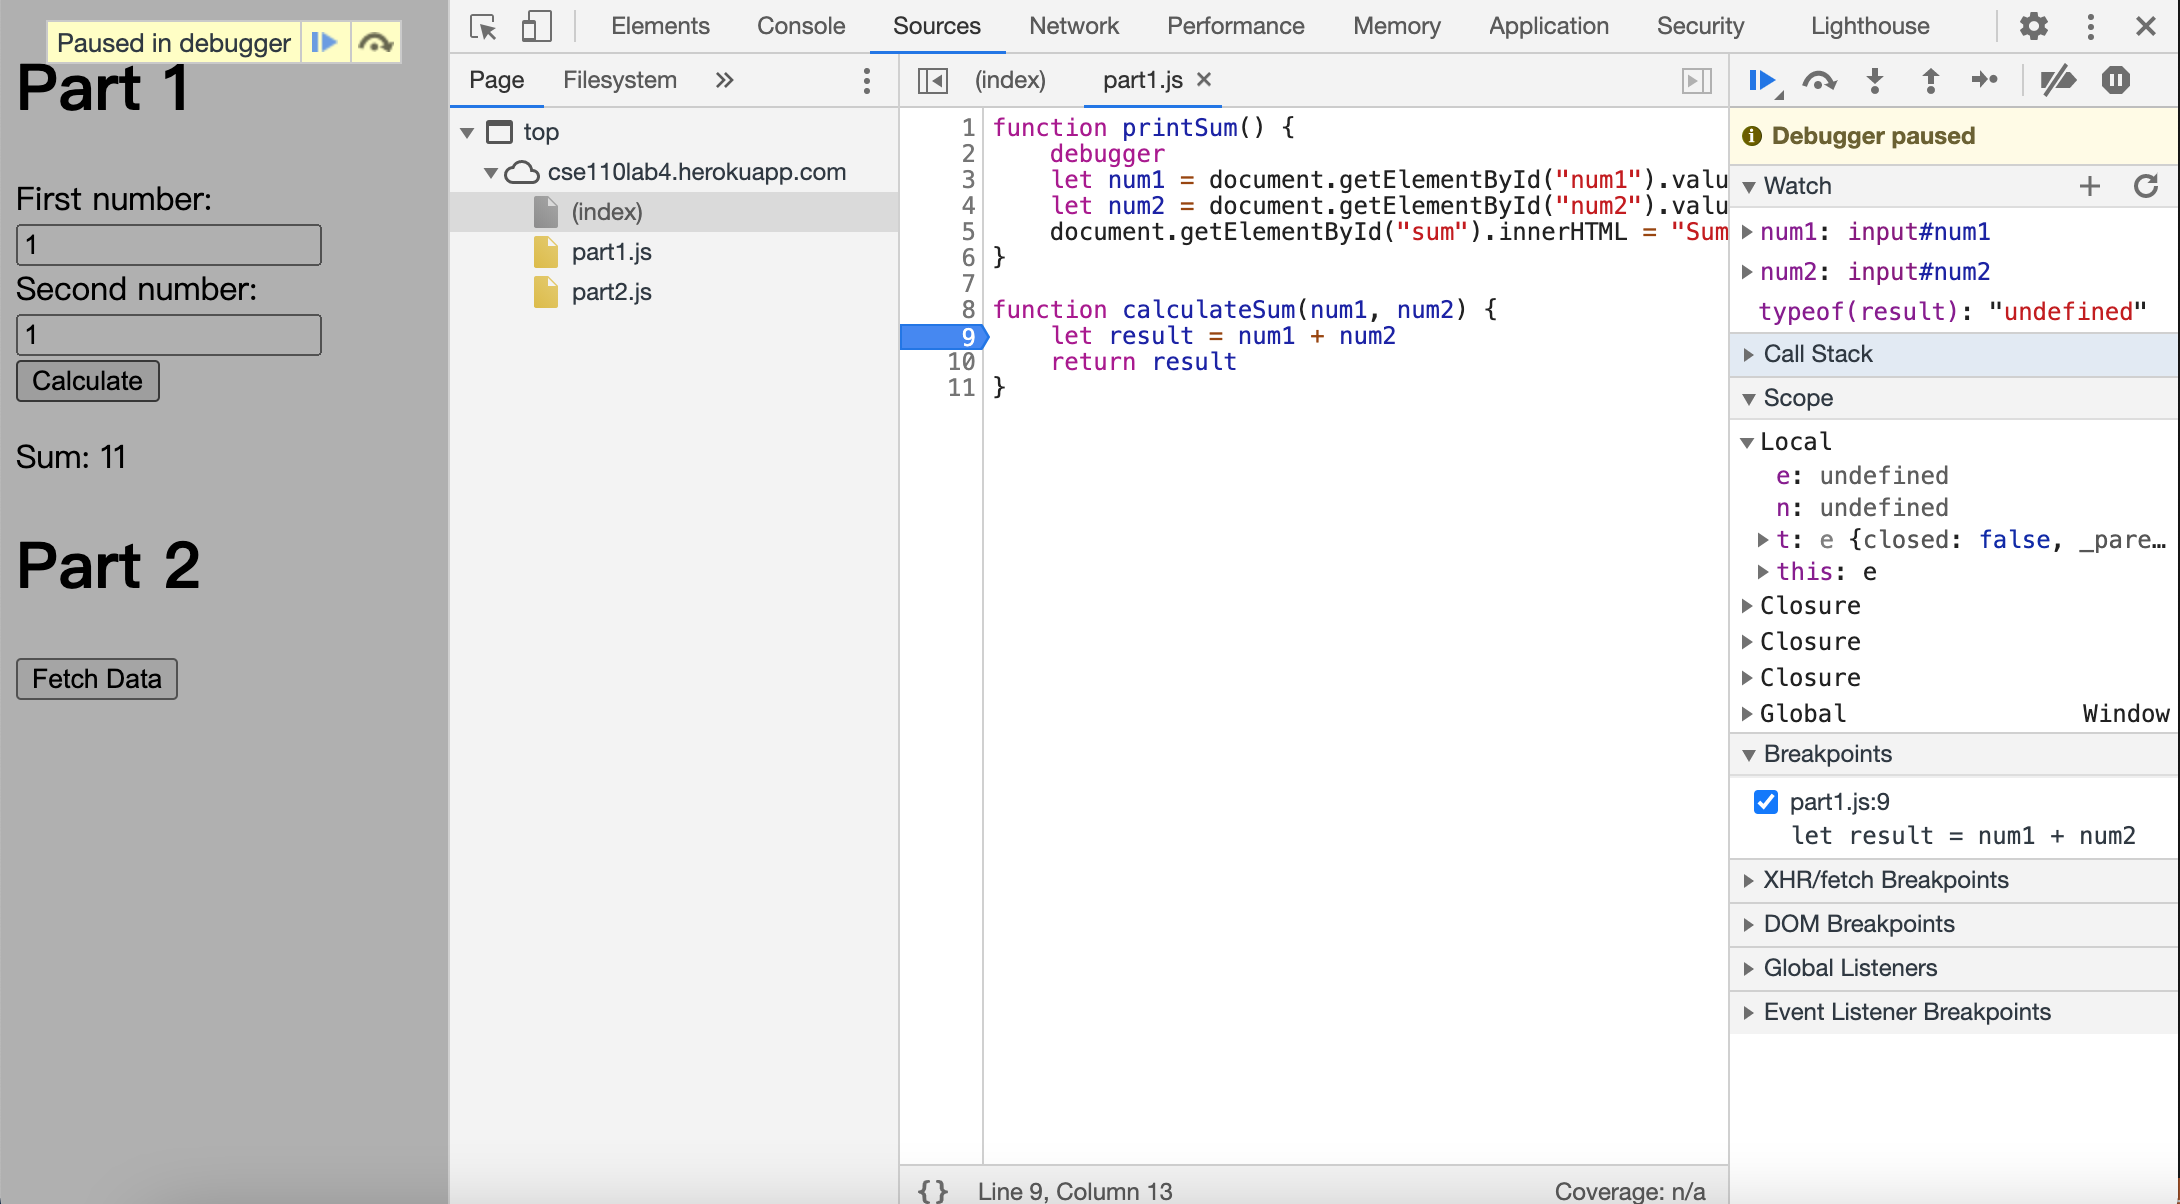 Paused in debugger
Part 1
First number:
1
Second number:
1
Calculate
Sum: 11
Part 2
Fetch Data
Elements Console Sources Network Performance Memory Application Security Lighthouse
Page Filesystem »
top
cse110lab4.herokuapp.com
(index)
part1.js
part2.js
(index) part1.js ×
1 function printSum() {
2 debugger
3 let num1 = document.getElementById("num1").valu
4 let num2 = document.getElementById("num2").valu
5 document.getElementById("sum").innerHTML = "Sum
6 }
7
8 function calculateSum(num1, num2) {
9 let result = num1 + num2
10 return result
11 }
{} Line 9, Column 13 Coverage: n/a
Debugger paused
Watch
num1: input#num1
num2: input#num2
typeof(result): "undefined"
Call Stack
Scope
Local
e: undefined
n: undefined
t: e {closed: false, _pare…
this: e
Closure
Closure
Closure
Global Window
Breakpoints
part1.js:9
let result = num1 + num2
XHR/fetch Breakpoints
DOM Breakpoints
Global Listeners
Event Listener Breakpoints